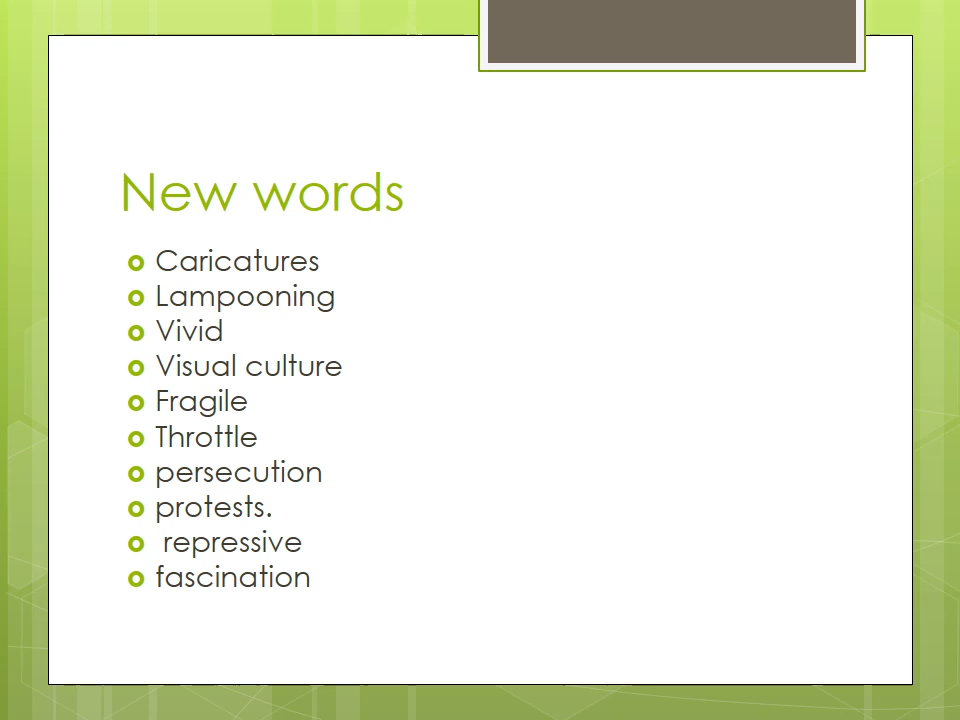 New words
Caricatures
Lampooning
Vivid
Visual culture
Fragile
Throttle
persecution
protests.
repressive
fascination